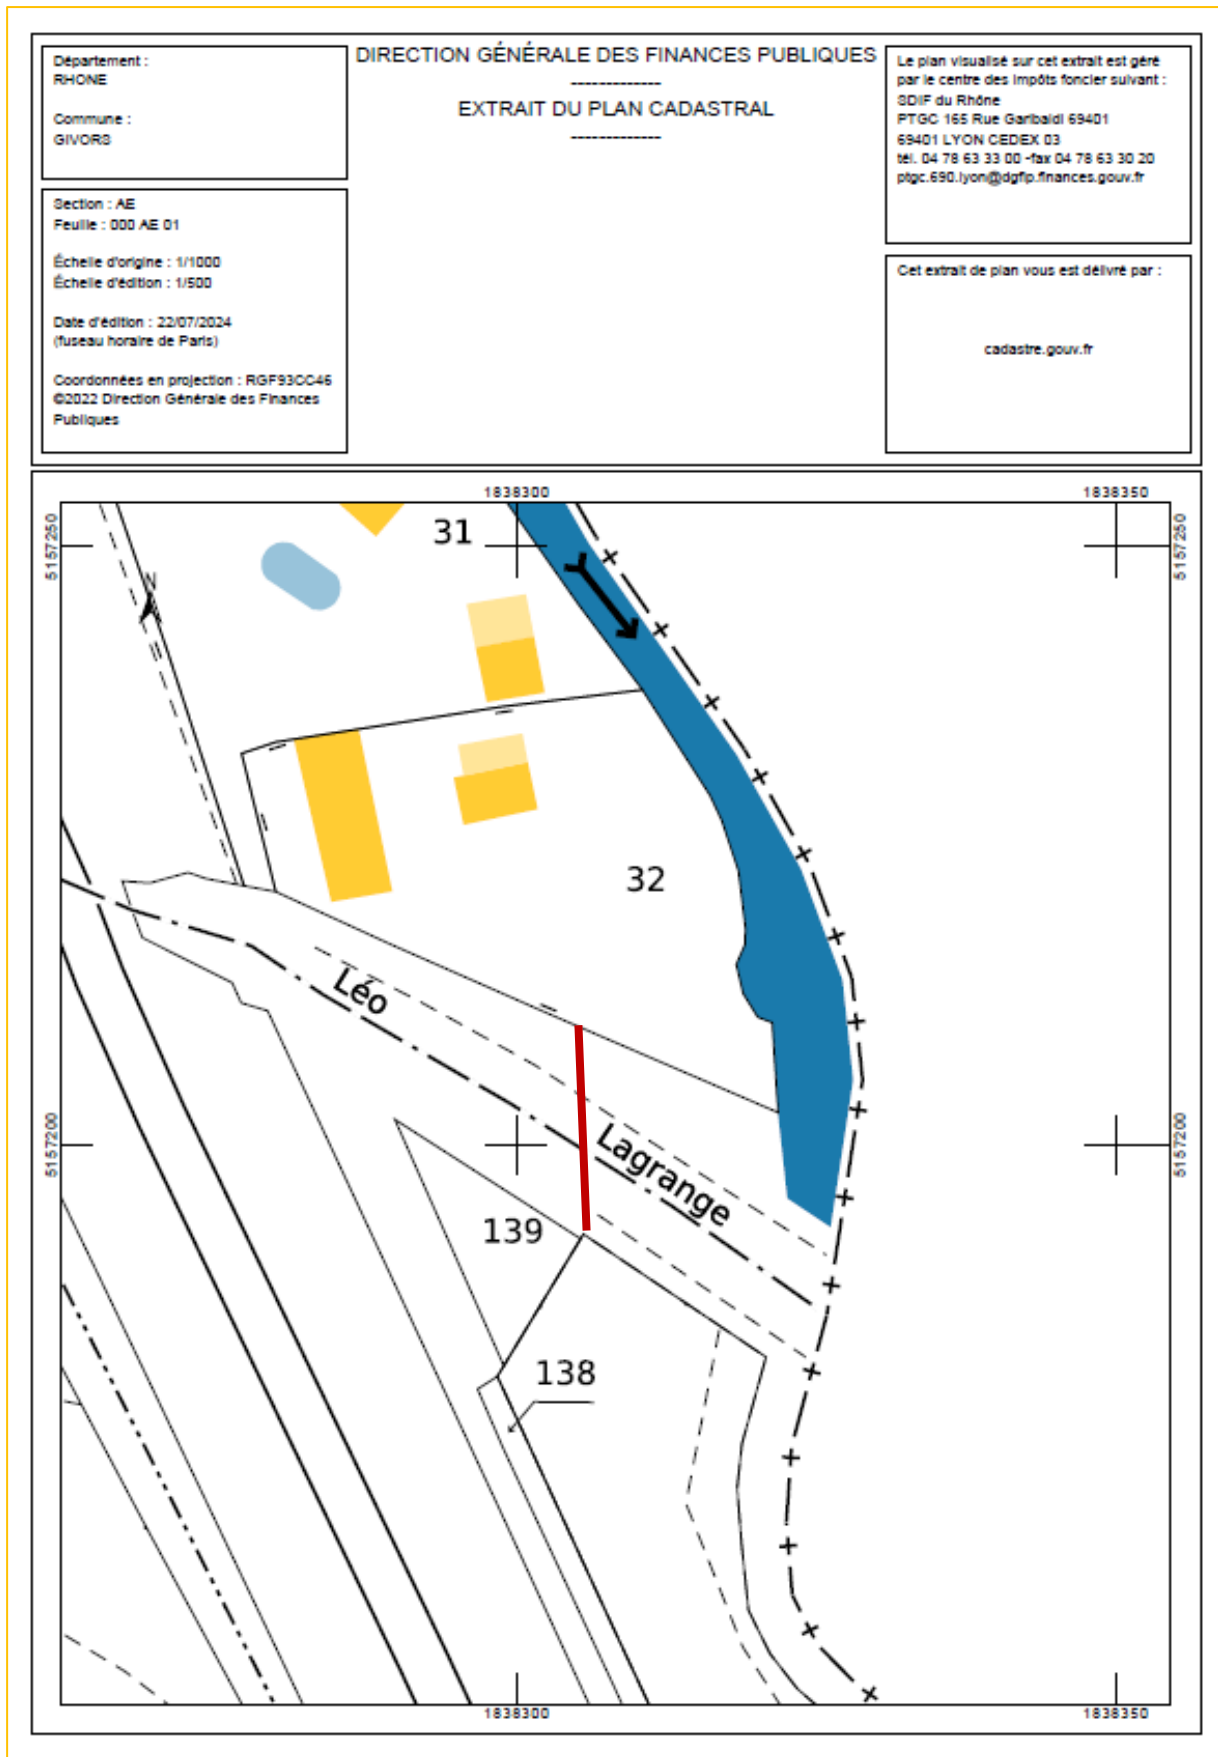 Département :
RHONE
Commune :
GIVORS
Section : AE
Feuille : 000 AE 01
Échelle d'origine : 1/1000
Échelle d'édition : 1/500
Date d'édition : 22/07/2024
(fuseau horaire de Paris)
Coordonnées en projection : RGF93CC46
©2022 Direction Générale des Finances
Publiques
DIRECTION GÉNÉRALE DES FINANCES PUBLIQUES
-------------
EXTRAIT DU PLAN CADASTRAL
-------------
Le plan visualisé sur cet extrait est géré
par le centre des impôts foncier suivant :
SDIF du Rhône
PTGC 165 Rue Garibaldi 69401
69401 LYON CEDEX 03
tél. 04 78 63 33 00 -fax 04 78 63 30 20
ptgc.690.lyon@dgfip.finances.gouv.fr
Cet extrait de plan vous est délivré par :
cadastre.gouv.fr
1838300
1838350
5157250
5157250
31
N
32
Léo
Lagrange
5157200
5157200
139
138
1838300
1838350